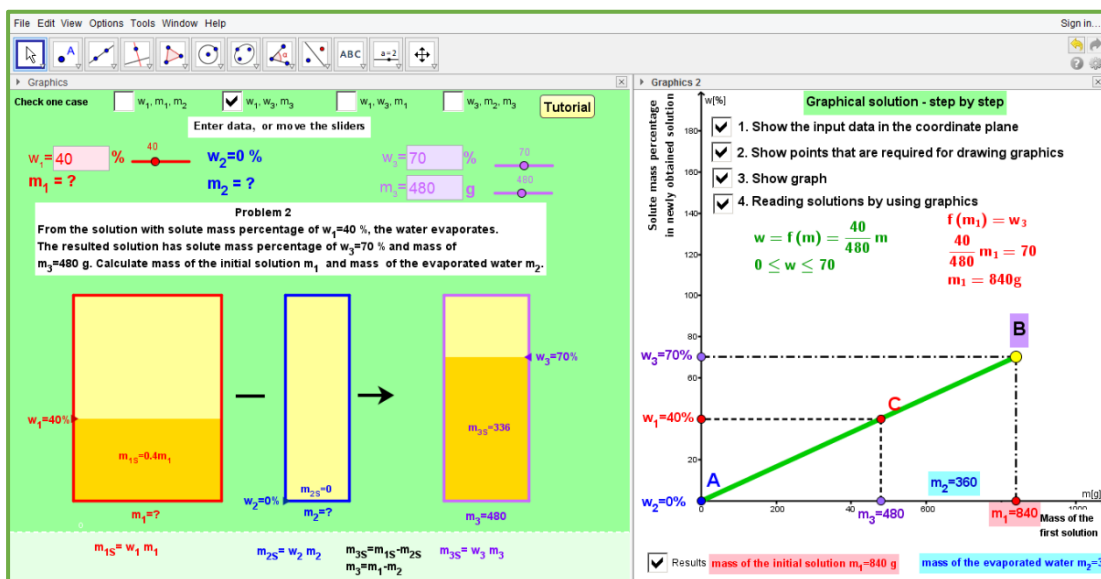 File Edit View Options Tools Window Help
Sign in...
ABC
a=2
Graphics
Graphics 2
Check one case
w₁, m₁, m₂
w₁, w₃, m₃
w₁, w₃, m₁
w₃, m₂, m₃
Tutorial
Enter data, or move the sliders
w₁= 40 %
40
w₂=0 %
w₃= 70 %
70
m₁ = ?
m₂ = ?
m₃= 480 g
480
Problem 2
From the solution with solute mass percentage of w₁=40 %, the water evaporates.
The resulted solution has solute mass percentage of w₃=70 % and mass of
m₃=480 g. Calculate mass of the initial solution m₁ and mass of the evaporated water m₂.
w₃=70%
w₁=40%
m₃S=336
m₁S=0.4m₁
m₂S=0
w₂=0%
m₁=?
m₂=?
m₃=480
m₁S= w₁ m₁
m₂S= w₂ m₂
m₃S=m₁S-m₂S
m₃=m₁-m₂
m₃S= w₃ m₃
Solute mass percentage
in newly obtained solution
w[%]
Graphical solution - step by step
1. Show the input data in the coordinate plane
2. Show points that are required for drawing graphics
3. Show graph
4. Reading solutions by using graphics
w = f (m) = 40/480 m
0 ≤ w ≤ 70
f (m₁) = w₃
40/480 m₁ = 70
m₁ = 840g
180
160
140
120
100
60
20
B
w₃=70%
C
w₁=40%
A
w₂=0%
m₂=360
m[g]
0
200
400
600
m₃=480
m₁=840
Mass of the
first solution
Results
mass of the initial solution m₁=840 g
mass of the evaporated water m₂=3